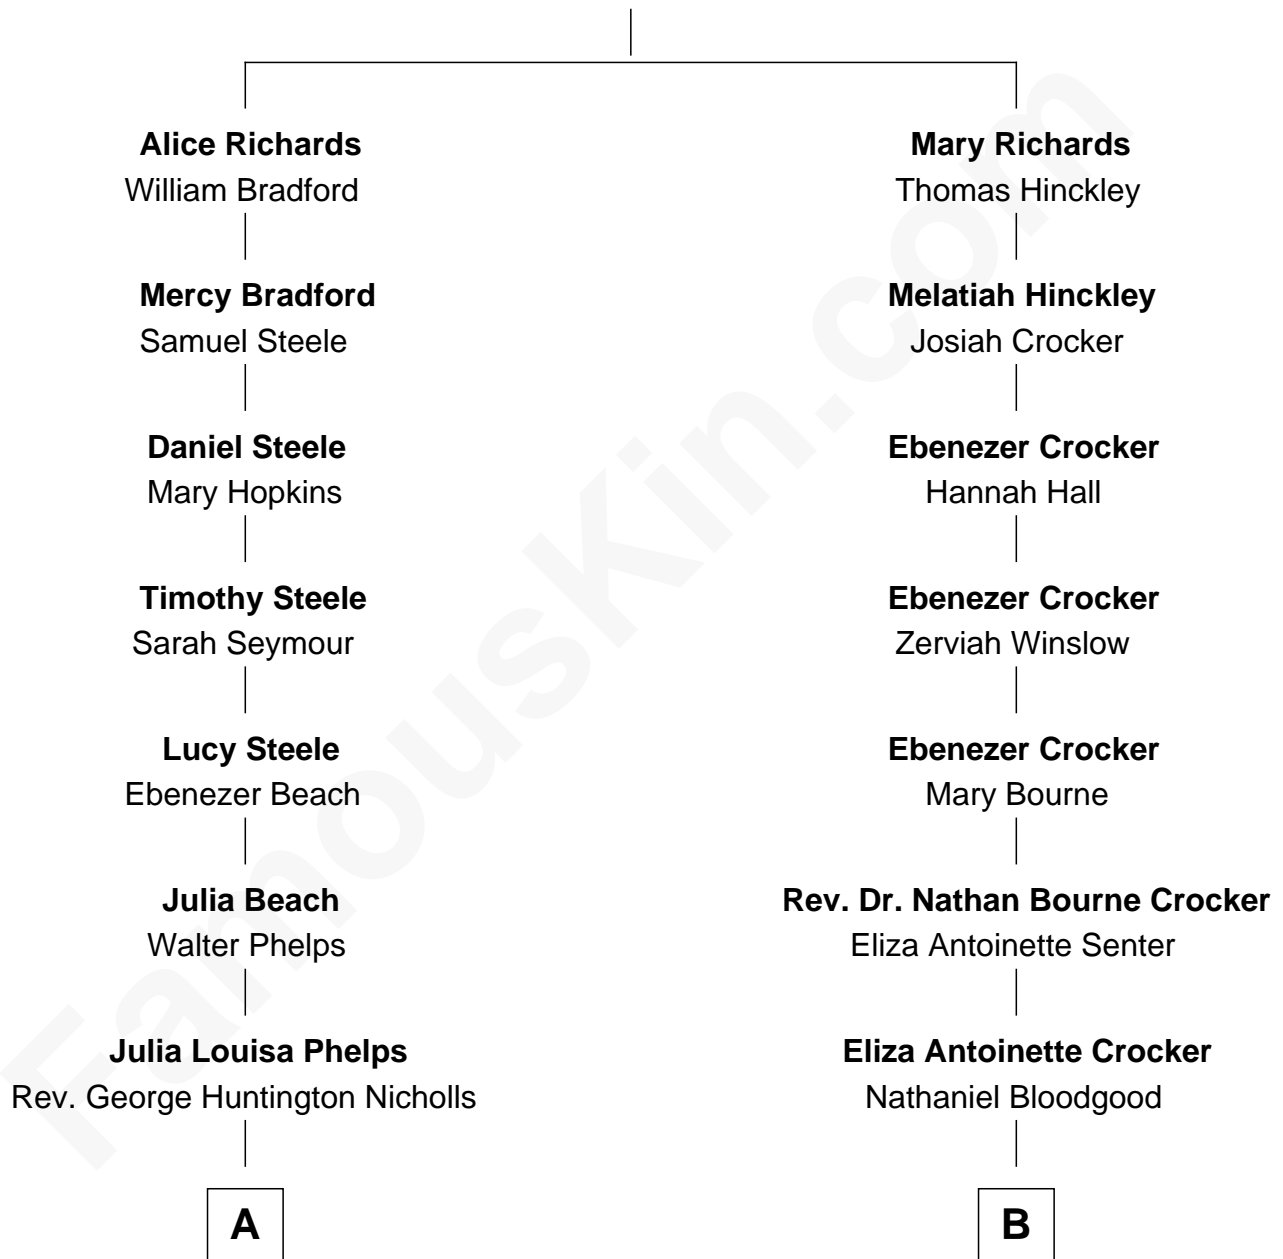 Alice Richards
William Bradford
Mary Richards
Thomas Hinckley
Mercy Bradford
Samuel Steele
Melatiah Hinckley
Josiah Crocker
Daniel Steele
Mary Hopkins
Ebenezer Crocker
Hannah Hall
Timothy Steele
Sarah Seymour
Ebenezer Crocker
Zerviah Winslow
Lucy Steele
Ebenezer Beach
Ebenezer Crocker
Mary Bourne
Julia Beach
Walter Phelps
Rev. Dr. Nathan Bourne Crocker
Eliza Antoinette Senter
Julia Louisa Phelps
Rev. George Huntington Nicholls
Eliza Antoinette Crocker
Nathaniel Bloodgood
A
B
FamousKin.com